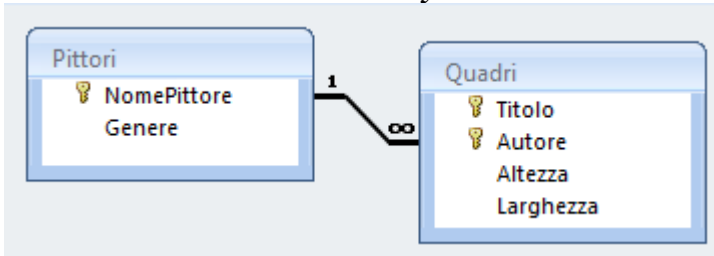 Pittori
NomePittore
Genere
1
∞
Quadri
Titolo
Autore
Altezza
Larghezza